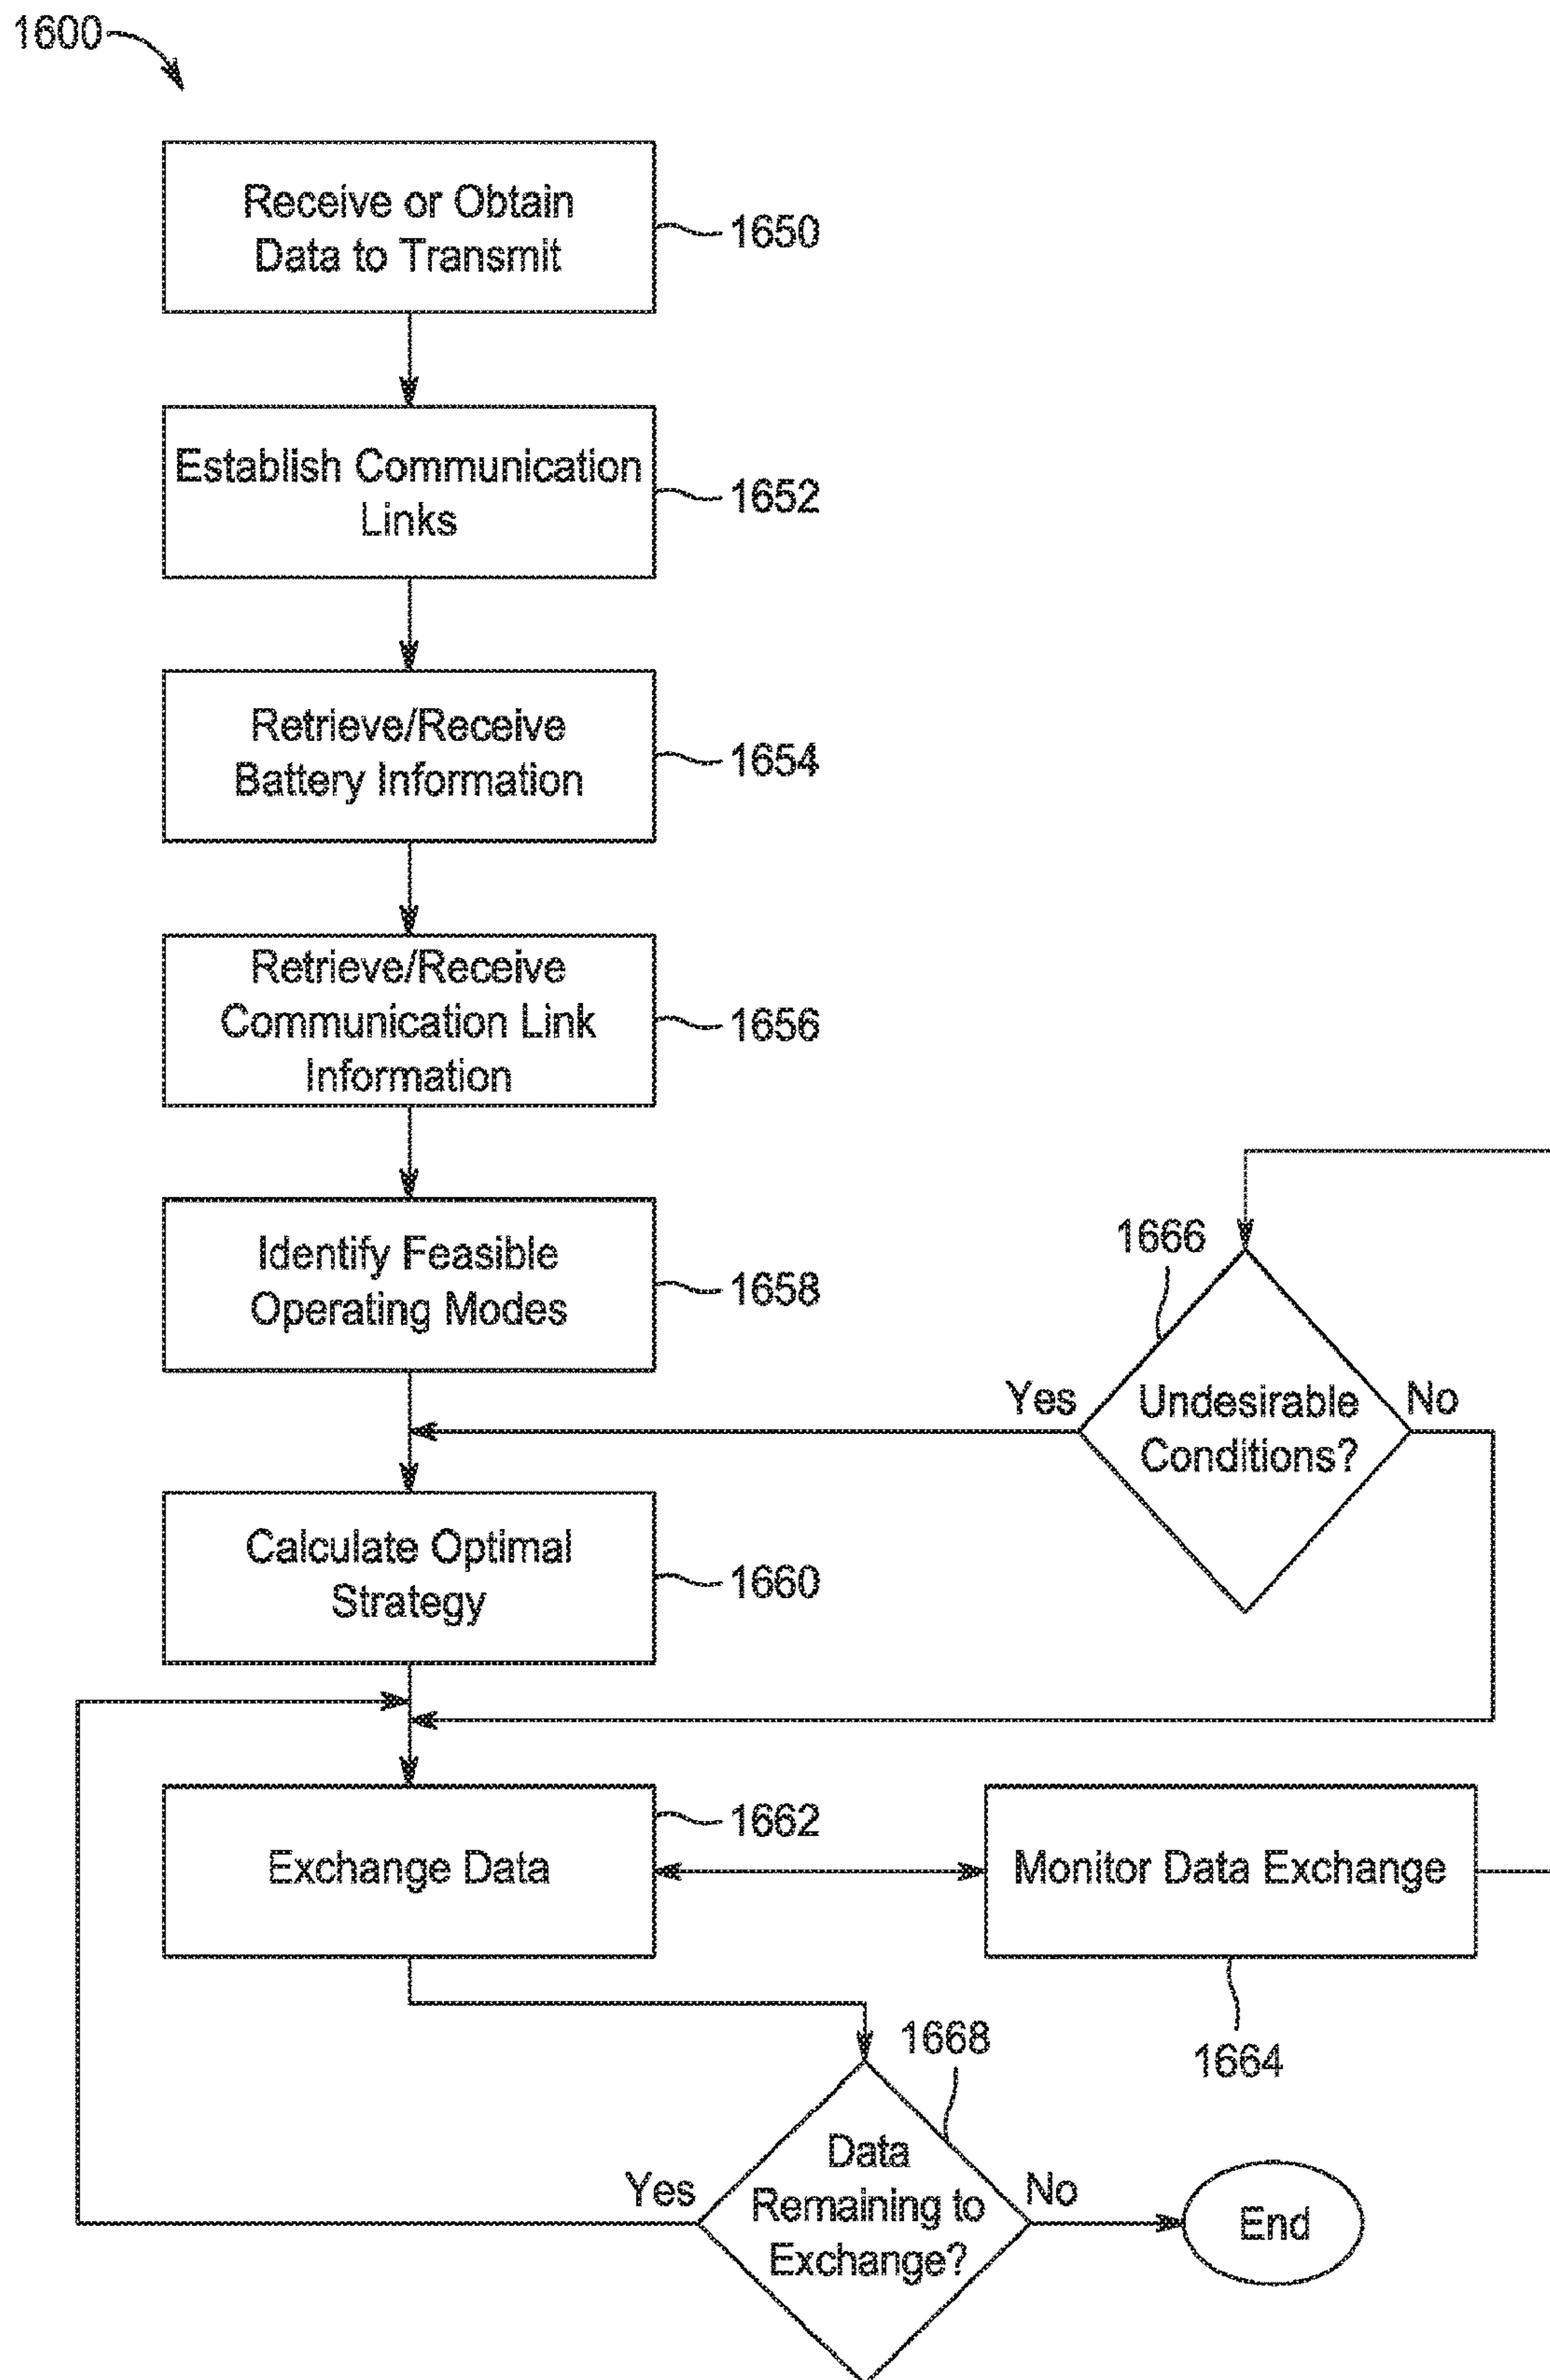 1600
Receive or Obtain
Data to Transmit
1650
Establish Communication
Links
1652
Retrieve/Receive
Battery Information
1654
Retrieve/Receive
Communication Link
Information
1656
Identify Feasible
Operating Modes
1658
1666
Yes
Undesirable
Conditions?
No
Calculate Optimal
Strategy
1660
Exchange Data
1662
Monitor Data Exchange
1664
1668
Yes
Data
Remaining to
Exchange?
No
End